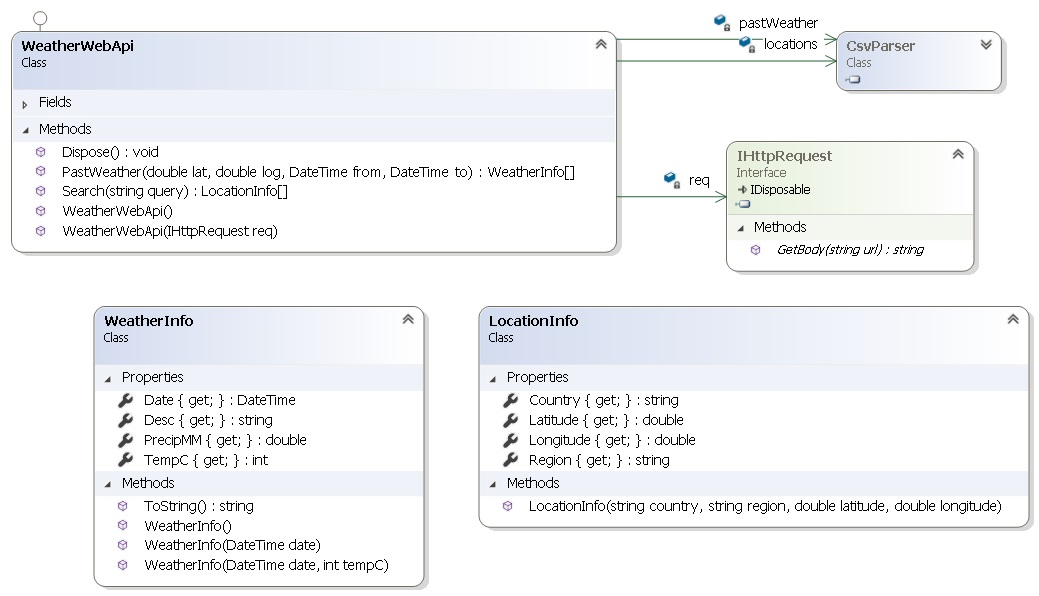 WeatherWebApi
Class
Fields
Methods
Dispose() : void
PastWeather(double lat, double log, DateTime from, DateTime to) : WeatherInfo[]
Search(string query) : LocationInfo[]
WeatherWebApi()
WeatherWebApi(IHttpRequest req)
pastWeather
locations
CsvParser
Class
req
IHttpRequest
Interface
IDisposable
Methods
GetBody(string url) : string
WeatherInfo
Class
Properties
Date { get; } : DateTime
Desc { get; } : string
PrecipMM { get; } : double
TempC { get; } : int
Methods
ToString() : string
WeatherInfo()
WeatherInfo(DateTime date)
WeatherInfo(DateTime date, int tempC)
LocationInfo
Class
Properties
Country { get; } : string
Latitude { get; } : double
Longitude { get; } : double
Region { get; } : string
Methods
LocationInfo(string country, string region, double latitude, double longitude)